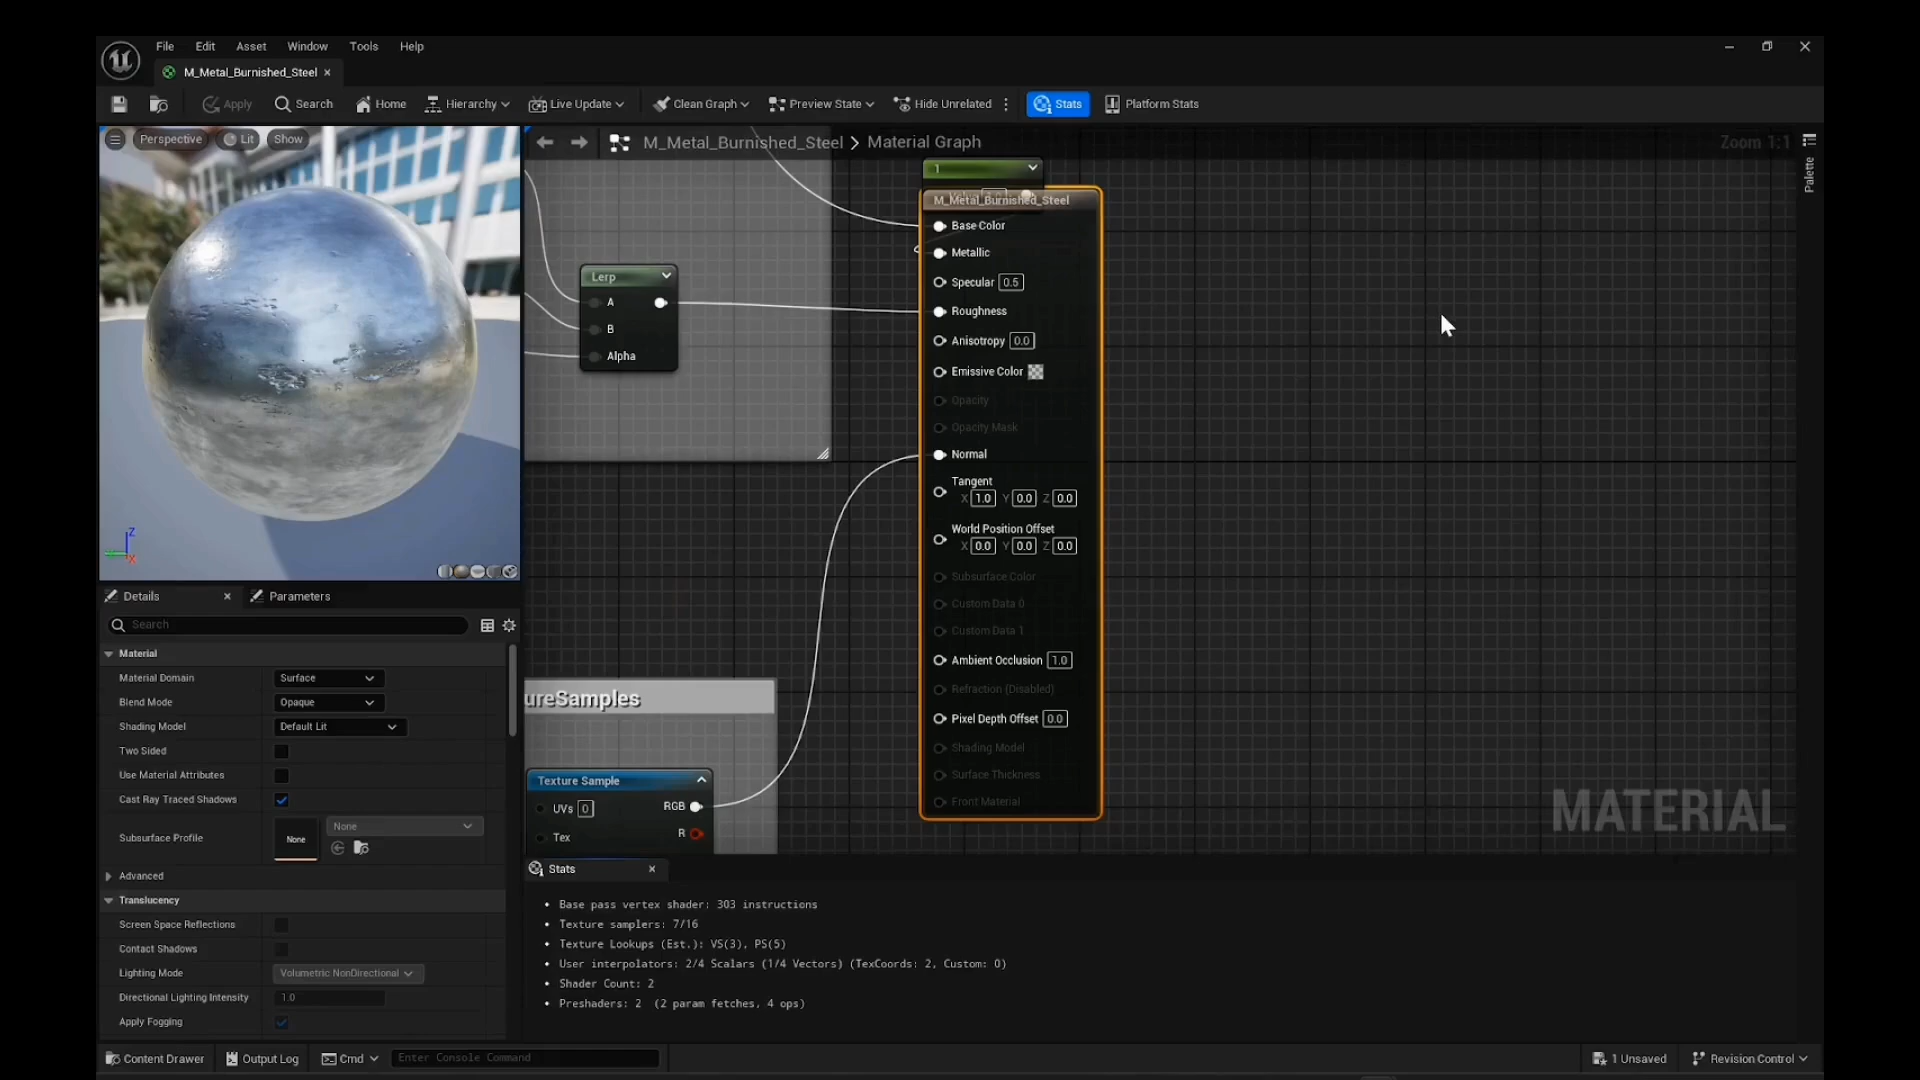 File Edit Asset Window Tools Help
M_Metal_Burnished_Steel
Apply Search Home Hierarchy Live Update Clean Graph Preview State Hide Unrelated Stats Platform Stats
Perspective Lit Show
M_Metal_Burnished_Steel > Material Graph
Zoom 1:1
Palette
1
M_Metal_Burnished_Steel
Base Color
Metallic
Specular 0.5
Roughness
Anisotropy 0.0
Emissive Color
Opacity
Opacity Mask
Normal
Tangent
X 1.0 Y 0.0 Z 0.0
World Position Offset
X 0.0 Y 0.0 Z 0.0
Subsurface Color
Custom Data 0
Custom Data 1
Ambient Occlusion 1.0
Refraction (Disabled)
Pixel Depth Offset 0.0
Shading Model
Surface Thickness
Front Material
Lerp
A
B
Alpha
ureSamples
Texture Sample
UVs 0 RGB
Tex R
MATERIAL
Z
X
Details Parameters
Search
Material
Material Domain Surface
Blend Mode Opaque
Shading Model Default Lit
Two Sided
Use Material Attributes
Cast Ray Traced Shadows
Subsurface Profile None None
Advanced
Translucency
Screen Space Reflections
Contact Shadows
Lighting Mode Volumetric NonDirectional
Directional Lighting Intensity 1.0
Apply Fogging
Stats
• Base pass vertex shader: 303 instructions
• Texture samplers: 7/16
• Texture Lookups (Est.): VS(3), PS(5)
• User interpolators: 2/4 Scalars (1/4 Vectors) (TexCoords: 2, Custom: 0)
• Shader Count: 2
• Preshaders: 2 (2 param fetches, 4 ops)
Content Drawer Output Log Cmd Enter Console Command 1 Unsaved Revision Control